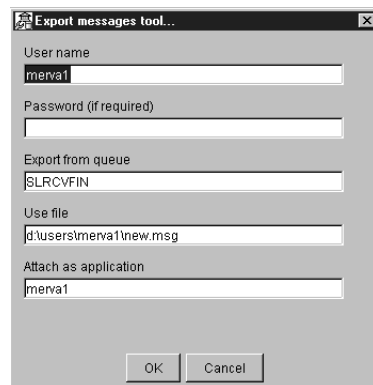 Export messages tool...
User name
merva1
Password (if required)
Export from queue
SLRCVFIN
Use file
d:\users\merva1\new.msg
Attach as application
merva1
OK Cancel